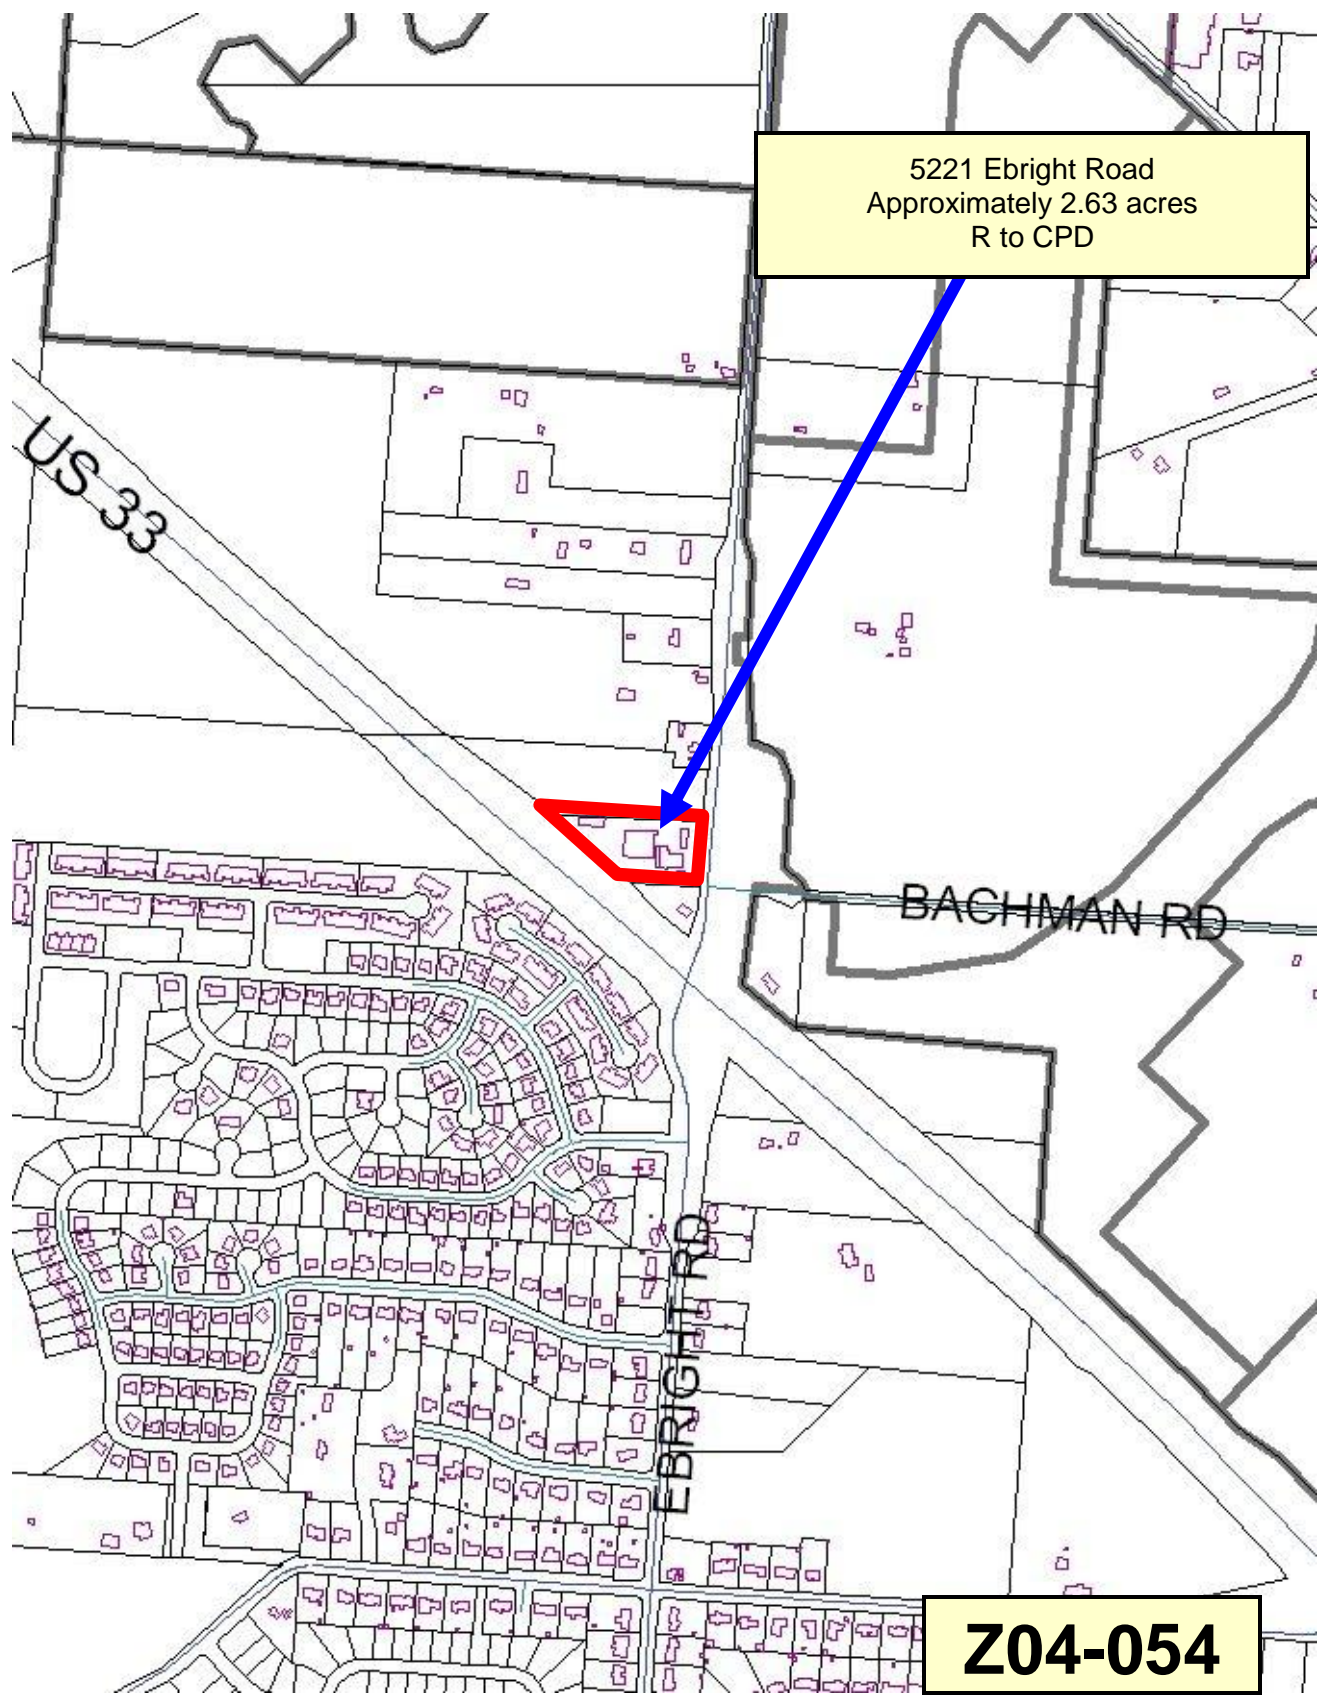 5221 Ebright Road
Approximately 2.63 acres
R to CPD
US 33
BACHMAN RD
EBRIGHT RD
Z04-054